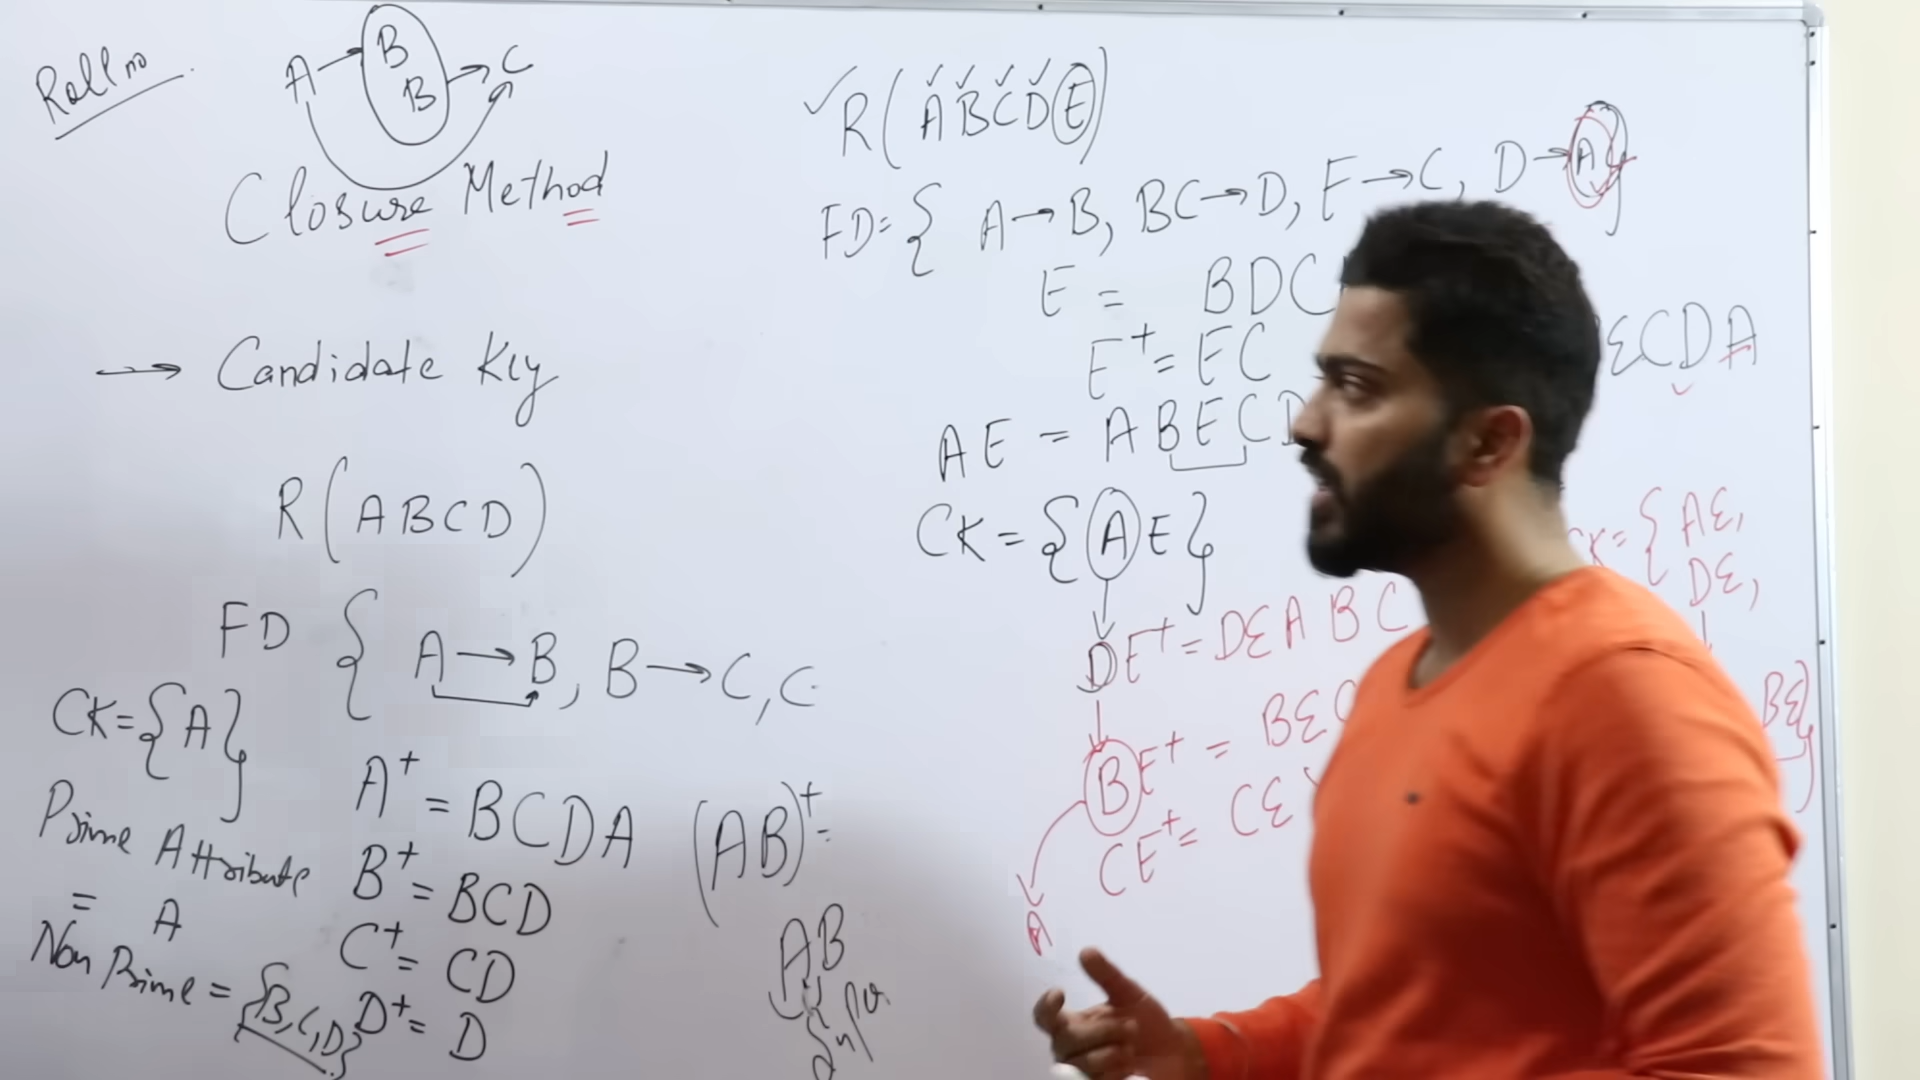 Roll no
A → B
B → C
Closure Method
→ Candidate Key
R(ABCD)
FD { A → B, B → C, C
CK = {A}
Prime Attribute
= A
Non Prime = {B,C,D}
A⁺ = BCDA
B⁺ = BCD
C⁺ = CD
D⁺ = D
(AB)⁺ =
AB
✓ R(ABCDE)
FD = { A → B, BC → D, E → C, D → A}
E = BDC
E⁺ = EC
ECDA
AE = ABECD
CK = {AE}
DE⁺ = DEABC
BE⁺ = BEC
CE⁺ = CE
A
CK = { AE,
DE,
BE}